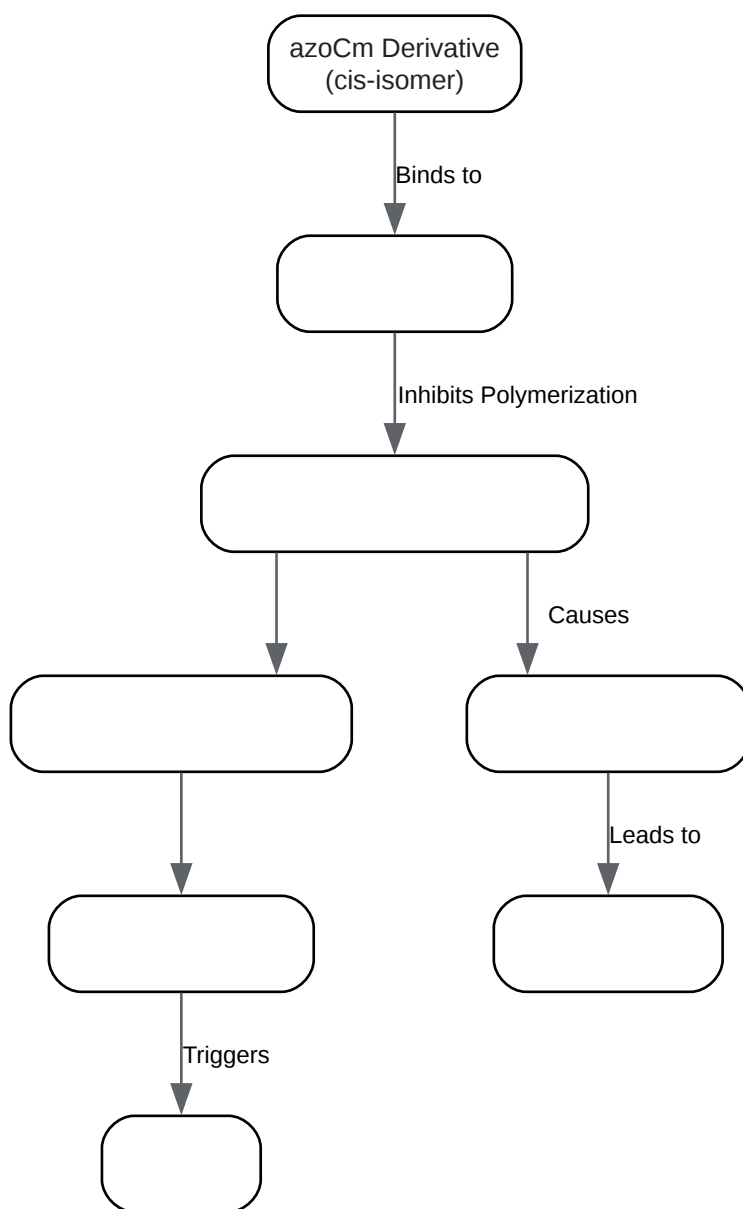 azoCm Derivative
(cis-isomer)
Binds to
Inhibits Polymerization
Causes
Leads to
Triggers